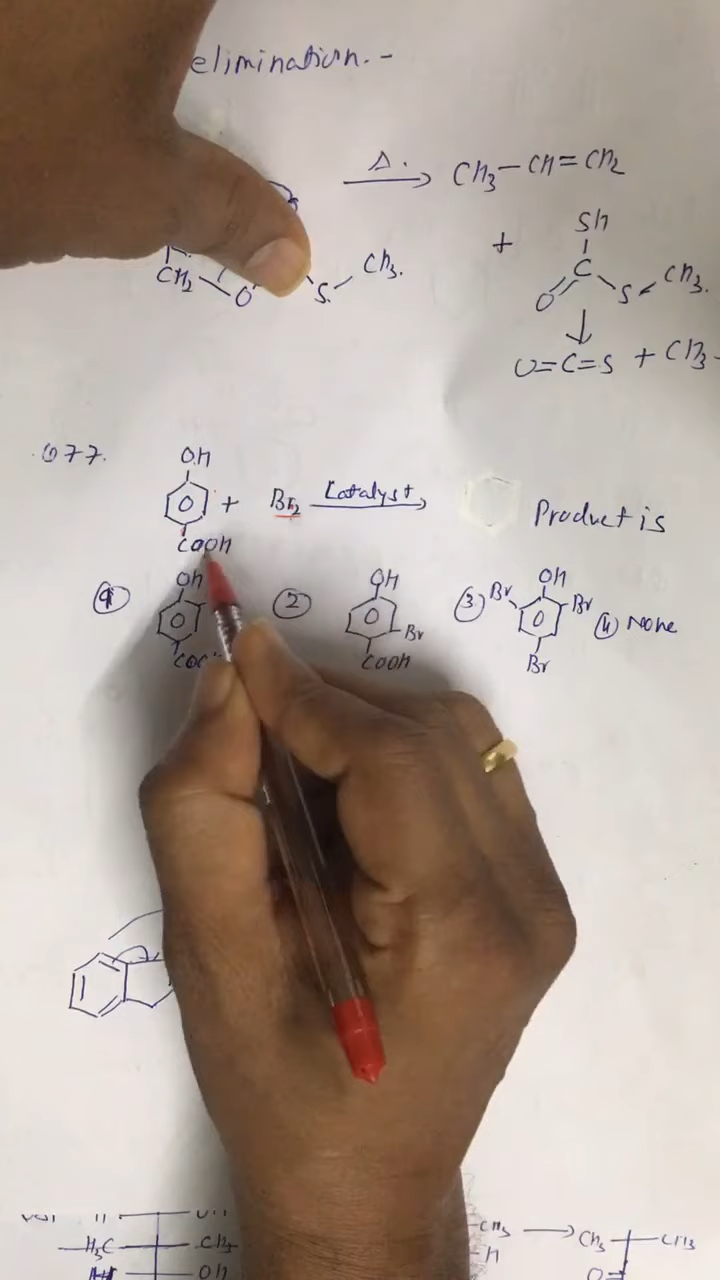 elimination. -
Δ. CH3-CH=CH2
+
Sh
C
O S CH3.
CH2 O S. CH3.
O=C=S + CH3-
Q77.
OH
+ Br2 Catalyst Product is
COOH
① OH
② OH Br COOH
③ OH Br Br Br
④ None
CH3
H
CH3 CH3
H3C CH3
OH